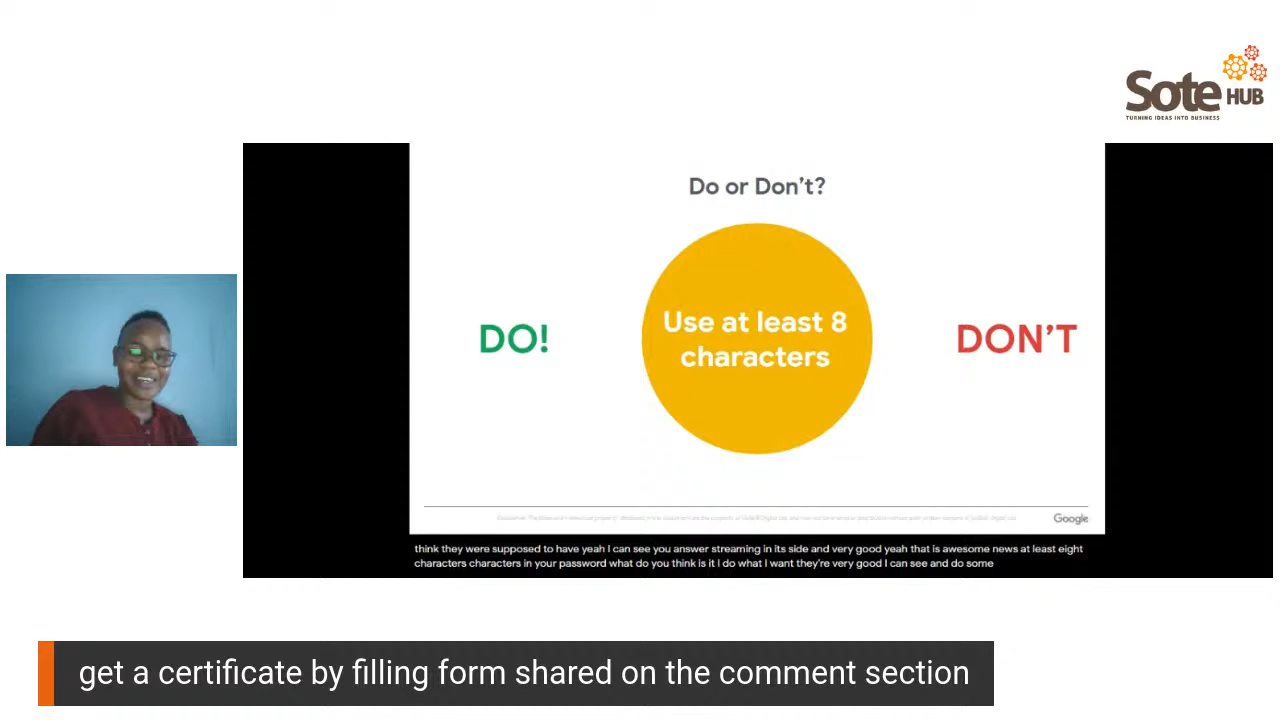 Sote HUB
TURNING IDEAS INTO BUSINESS
Do or Don't?
DO!
Use at least 8
characters
DON'T
Google
think they were supposed to have yeah I can see you answer streaming in its side and very good yeah that is awesome news at least eight
characters characters in your password what do you think is it I do what I want they're very good I can see and do some
get a certificate by filling form shared on the comment section